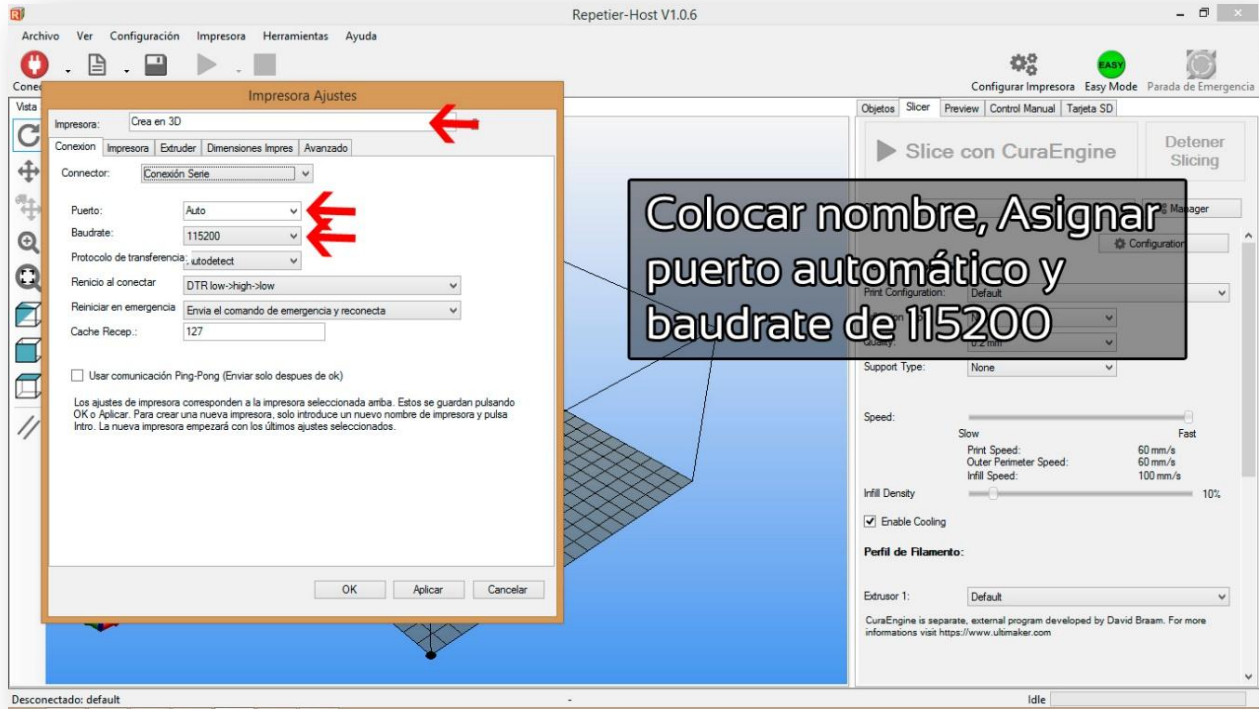 Repetier-Host V1.0.6
Archivo Ver Configuración Impresora Herramientas Ayuda
Configurar Impresora Easy Mode Parada de Emergencia
EASY
Vista
Impresora Ajustes
Impresora: Crea en 3D
Conexion Impresora Extruder Dimensiones Impres Avanzado
Connector: Conexión Serie
Puerto: Auto
Baudrate: 115200
Protocolo de transferencia: utodetect
Renicio al conectar DTR low->high->low
Reiniciar en emergencia Envia el comando de emergencia y reconecta
Cache Recep.: 127
Usar comunicación Ping-Pong (Enviar solo despues de ok)
Los ajustes de impresora corresponden a la impresora seleccionada arriba. Estos se guardan pulsando
OK o Aplicar. Para crear una nueva impresora, solo introduce un nuevo nombre de impresora y pulsa
Intro. La nueva impresora empezará con los últimos ajustes seleccionados.
OK Aplicar Cancelar
Colocar nombre, Asignar
puerto automático y
baudrate de 115200
Objetos Slicer Preview Control Manual Tarjeta SD
Slice con CuraEngine
Detener
Slicing
Manager
Configuration
Print Configuration: Default
Quality: 0.2 mm
Support Type: None
Speed:
Slow Fast
Print Speed: 60 mm/s
Outer Perimeter Speed: 60 mm/s
Infill Speed: 100 mm/s
Infill Density 10%
Enable Cooling
Perfil de Filamento:
Extrusor 1: Default
CuraEngine is separate, external program developed by David Braam. For more
informations visit https://www.ultimaker.com
Desconectado: default - Idle